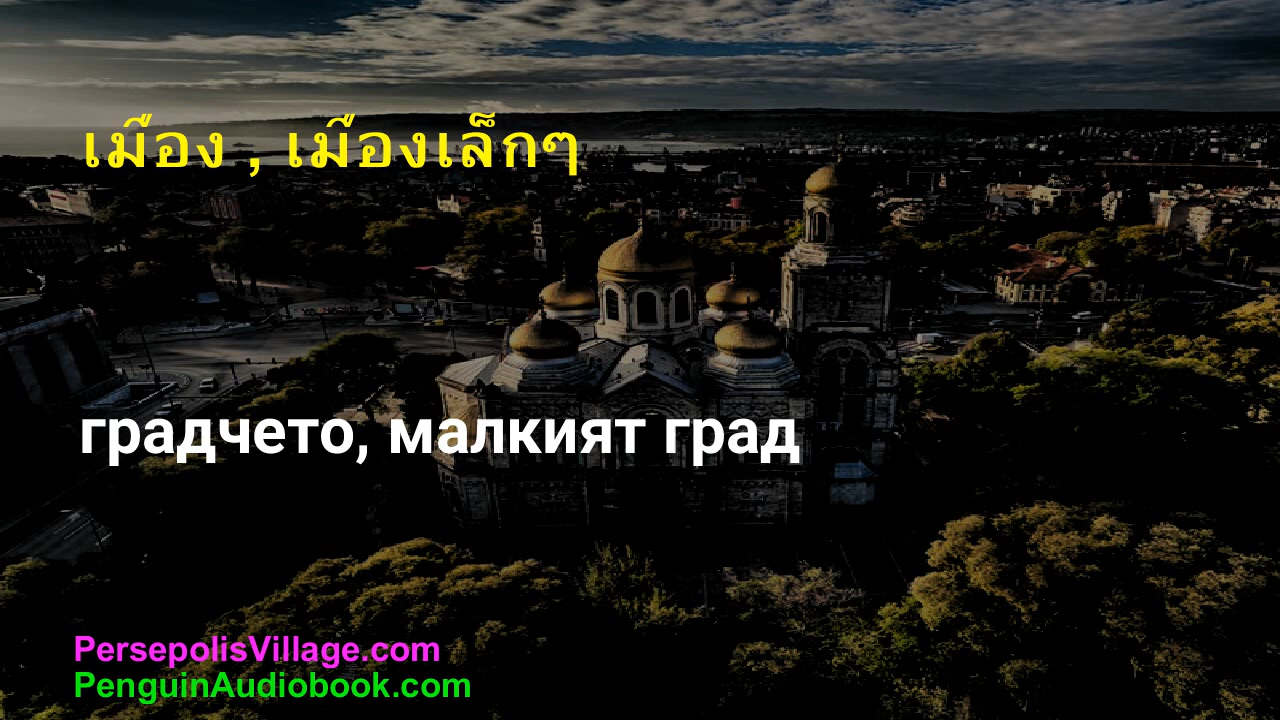 เมือง , เมืองเล็กๆ
градчето, малкият град
PersepolisVillage.com
PenguinAudiobook.com